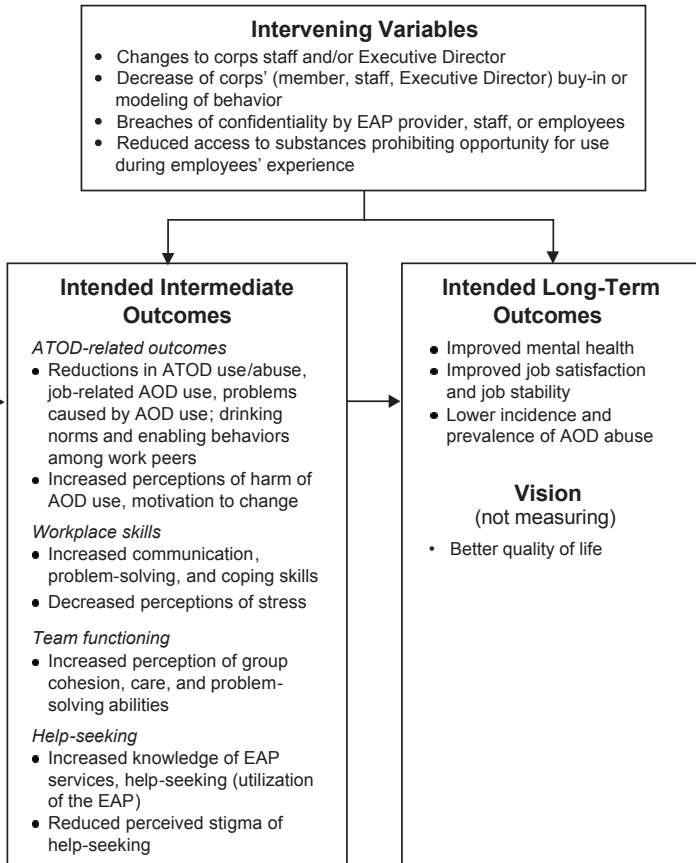 Intervening Variables
• Changes to corps staff and/or Executive Director
• Decrease of corps' (member, staff, Executive Director) buy-in or
modeling of behavior
• Breaches of confidentiality by EAP provider, staff, or employees
• Reduced access to substances prohibiting opportunity for use
during employees' experience
Intended Intermediate
Outcomes
ATOD-related outcomes
• Reductions in ATOD use/abuse,
job-related AOD use, problems
caused by AOD use; drinking
norms and enabling behaviors
among work peers
• Increased perceptions of harm of
AOD use, motivation to change
Workplace skills
• Increased communication,
problem-solving, and coping skills
• Decreased perceptions of stress
Team functioning
• Increased perception of group
cohesion, care, and problem-
solving abilities
Help-seeking
• Increased knowledge of EAP
services, help-seeking (utilization
of the EAP)
• Reduced perceived stigma of
help-seeking
Intended Long-Term
Outcomes
• Improved mental health
• Improved job satisfaction
and job stability
• Lower incidence and
prevalence of AOD abuse
Vision
(not measuring)
• Better quality of life